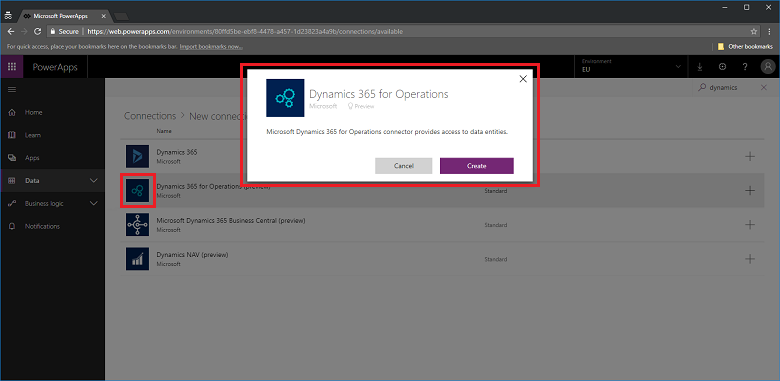 Microsoft PowerApps
Secure https://web.powerapps.com/environments/80ffd5be-ebf8-4478-a457-1d23823a4a9b/connections/available
For quick access, place your bookmarks here on the bookmarks bar. Import bookmarks now...
Other bookmarks
PowerApps
Environment
EU
Home
Learn
Apps
Data
Business logic
Notifications
dynamics
Connections > New connec
Name
Dynamics 365
Microsoft
Dynamics 365 for Operations (preview)
Microsoft
Standard
Microsoft Dynamics 365 Business Central (preview)
Microsoft
Standard
Dynamics NAV (preview)
Microsoft
Standard
Dynamics 365 for Operations
Microsoft Preview
Microsoft Dynamics 365 for Operations connector provides access to data entities.
Cancel
Create